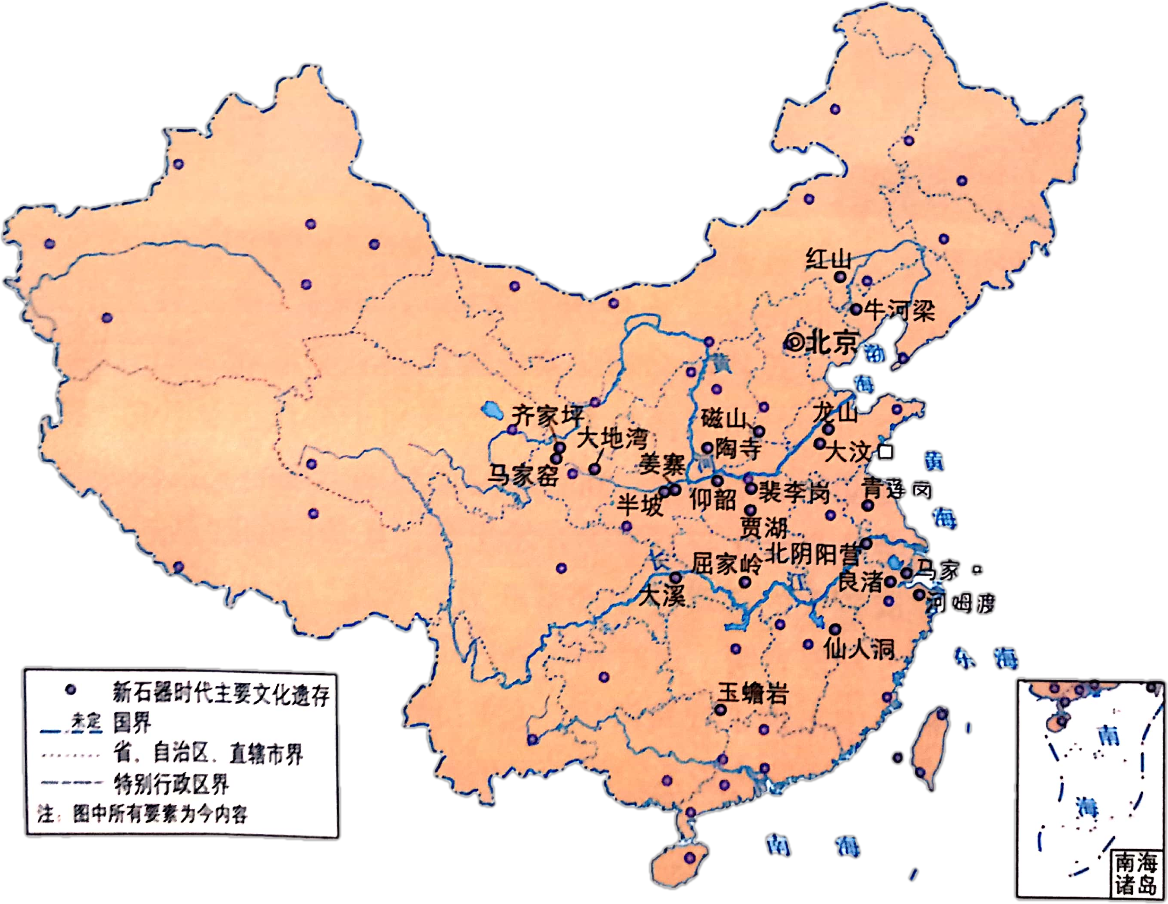 红山
牛河梁
北京
渤
海
黄
齐家坪
大地湾
磁山
龙山
陶寺
大汶口
马家窑
姜寨
河
黄
海
半坡
仰韶
裴李岗
青莲岗
贾湖
北阴阳营
长
屈家岭
江
良渚
马家
大溪
河姆渡
仙人洞
东海
玉蟾岩
新石器时代主要文化遗存
未定 国界
省、自治区、直辖市界
特别行政区界
注：图中所有要素为今内容
南海
南
海
南海
诸岛